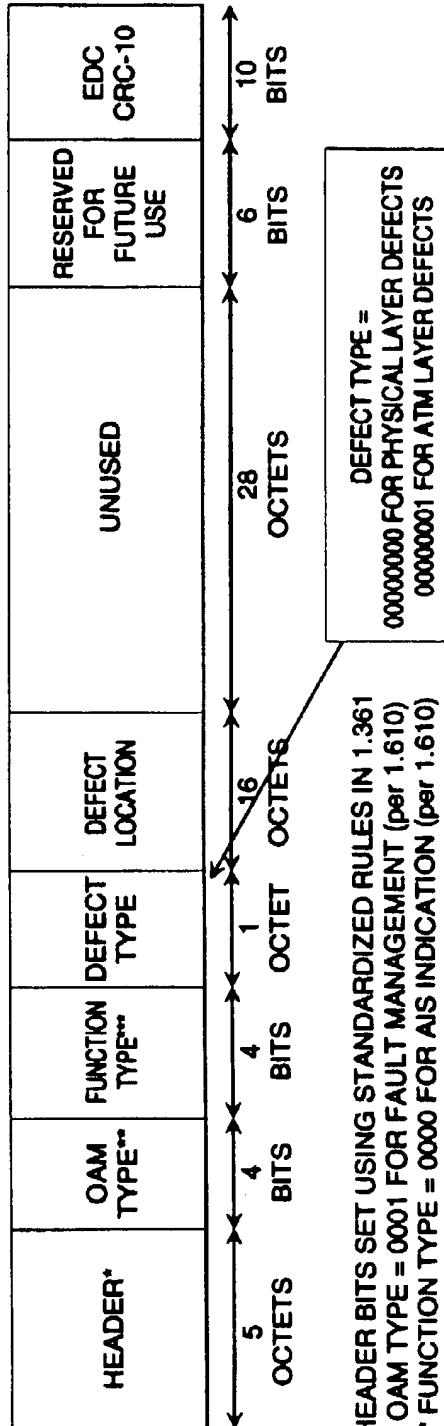 HEADER*
OAM
TYPE**
FUNCTION
TYPE***
DEFECT
TYPE
DEFECT
LOCATION
UNUSED
RESERVED
FOR
FUTURE
USE
EDC
CRC-10
5
OCTETS
4
BITS
4
BITS
1
OCTET
16
OCTETS
28
OCTETS
6
BITS
10
BITS
DEFECT TYPE =
00000000 FOR PHYSICAL LAYER DEFECTS
00000001 FOR ATM LAYER DEFECTS
HEADER BITS SET USING STANDARDIZED RULES IN 1.361
OAM TYPE = 0001 FOR FAULT MANAGEMENT (per 1.610)
* FUNCTION TYPE = 0000 FOR AIS INDICATION (per 1.610)